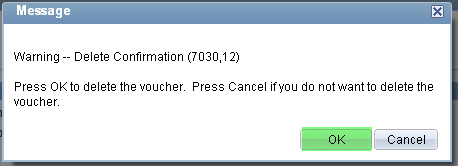 Message
Warning -- Delete Confirmation (7030,12)
Press OK to delete the voucher.  Press Cancel if you do not want to delete the
voucher.
OK
Cancel